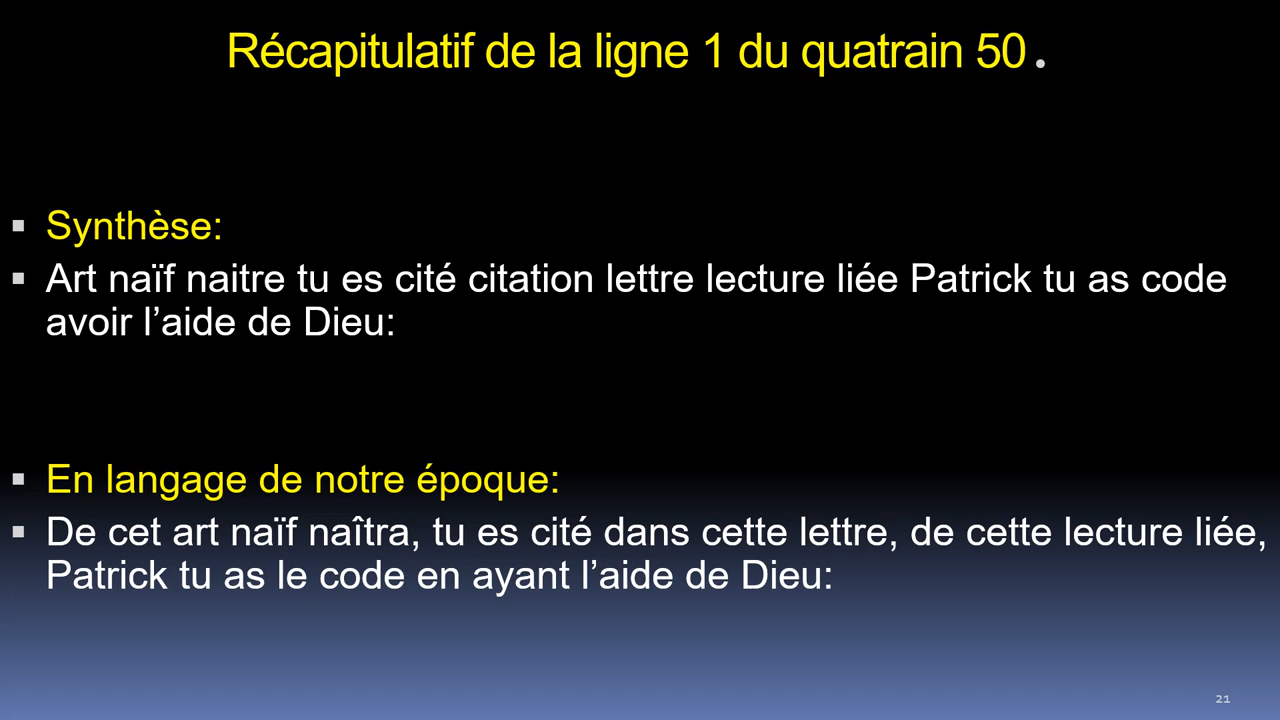 Récapitulatif de la ligne 1 du quatrain 50.
▪ Synthèse:
▪ Art naïf naitre tu es cité citation lettre lecture liée Patrick tu as code
avoir l’aide de Dieu:
▪ En langage de notre époque:
▪ De cet art naïf naîtra, tu es cité dans cette lettre, de cette lecture liée,
Patrick tu as le code en ayant l’aide de Dieu:
21